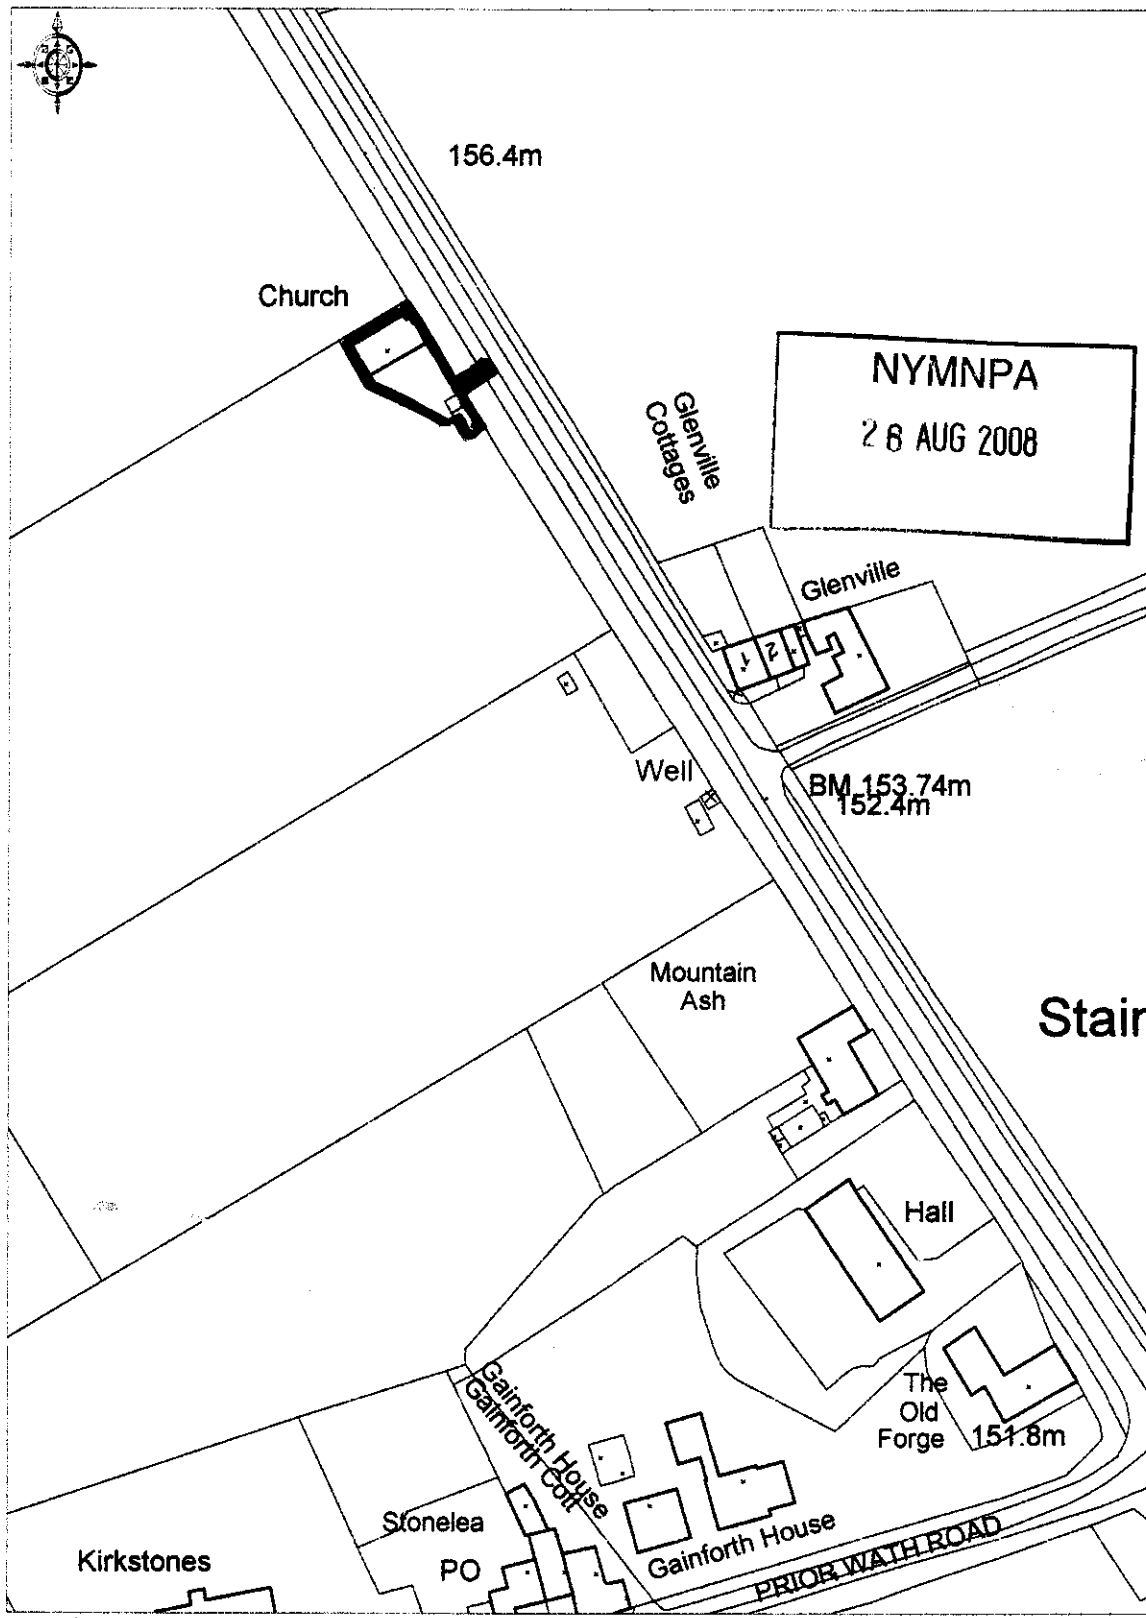 156.4m
Church
NYMNPA
28 AUG 2008
Glenville
Cottages
Glenville
1
2
Well
BM 153.74m
152.4m
Mountain
Ash
Stair
Hall
The
Old
Forge
151.8m
Gainforth House
Gainforth Cott
Stonelea
Gainforth House
Kirkstones
PO
PRIOR WATH ROAD